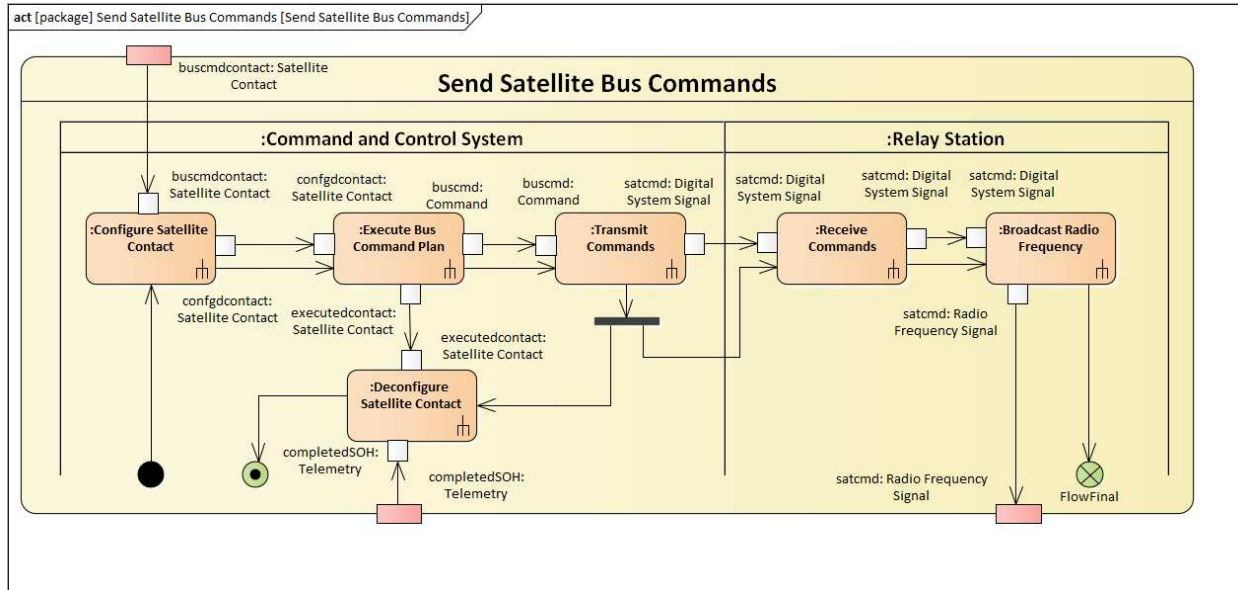 act [package] Send Satellite Bus Commands [Send Satellite Bus Commands]
buscmdcontact: Satellite
Contact
Send Satellite Bus Commands
:Command and Control System
:Relay Station
buscmdcontact:
Satellite Contact
confgdcontact:
Satellite Contact
buscmd:
Command
buscmd:
Command
satcmd: Digital
System Signal
satcmd: Digital
System Signal
satcmd: Digital
System Signal
satcmd: Digital
System Signal
:Configure Satellite
Contact
:Execute Bus
Command Plan
:Transmit
Commands
:Receive
Commands
:Broadcast Radio
Frequency
confgdcontact:
Satellite Contact
executedcontact:
Satellite Contact
executedcontact:
Satellite Contact
satcmd: Radio
Frequency Signal
:Deconfigure
Satellite Contact
completedSOH:
Telemetry
completedSOH:
Telemetry
satcmd: Radio Frequency
Signal
FlowFinal